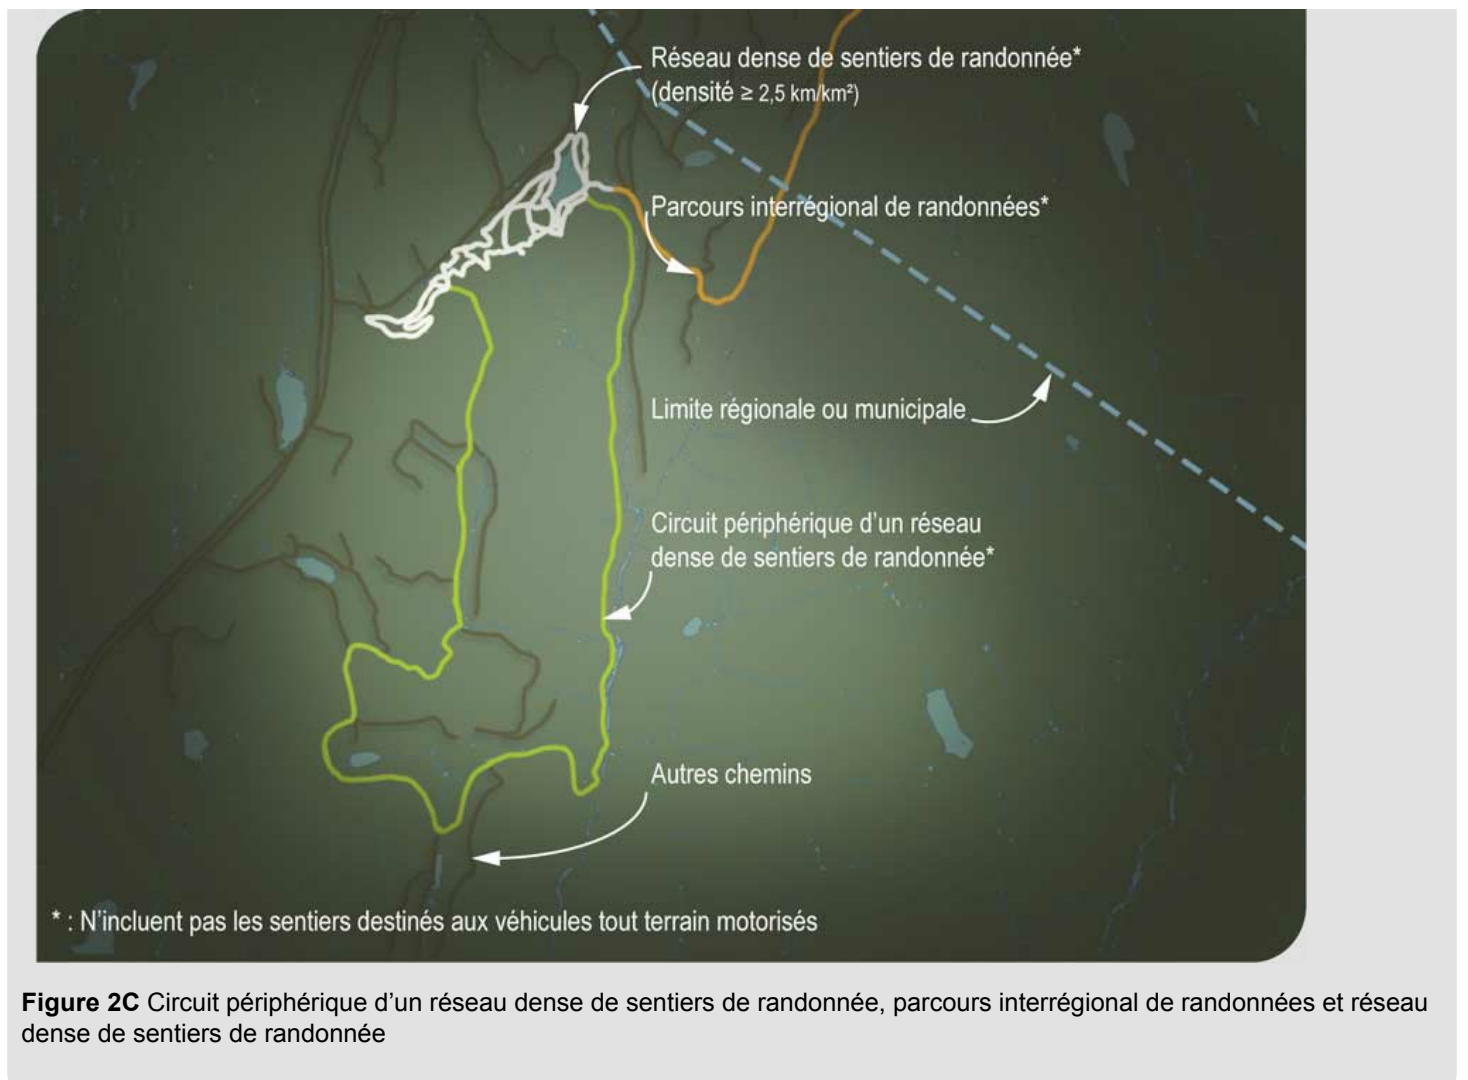 Réseau dense de sentiers de randonnée*
(densité ≥ 2,5 km/km²)
Parcours interrégional de randonnées*
Limite régionale ou municipale
Circuit périphérique d’un réseau
dense de sentiers de randonnée*
Autres chemins
* : N’incluent pas les sentiers destinés aux véhicules tout terrain motorisés
Figure 2C Circuit périphérique d’un réseau dense de sentiers de randonnée, parcours interrégional de randonnées et réseau
dense de sentiers de randonnée